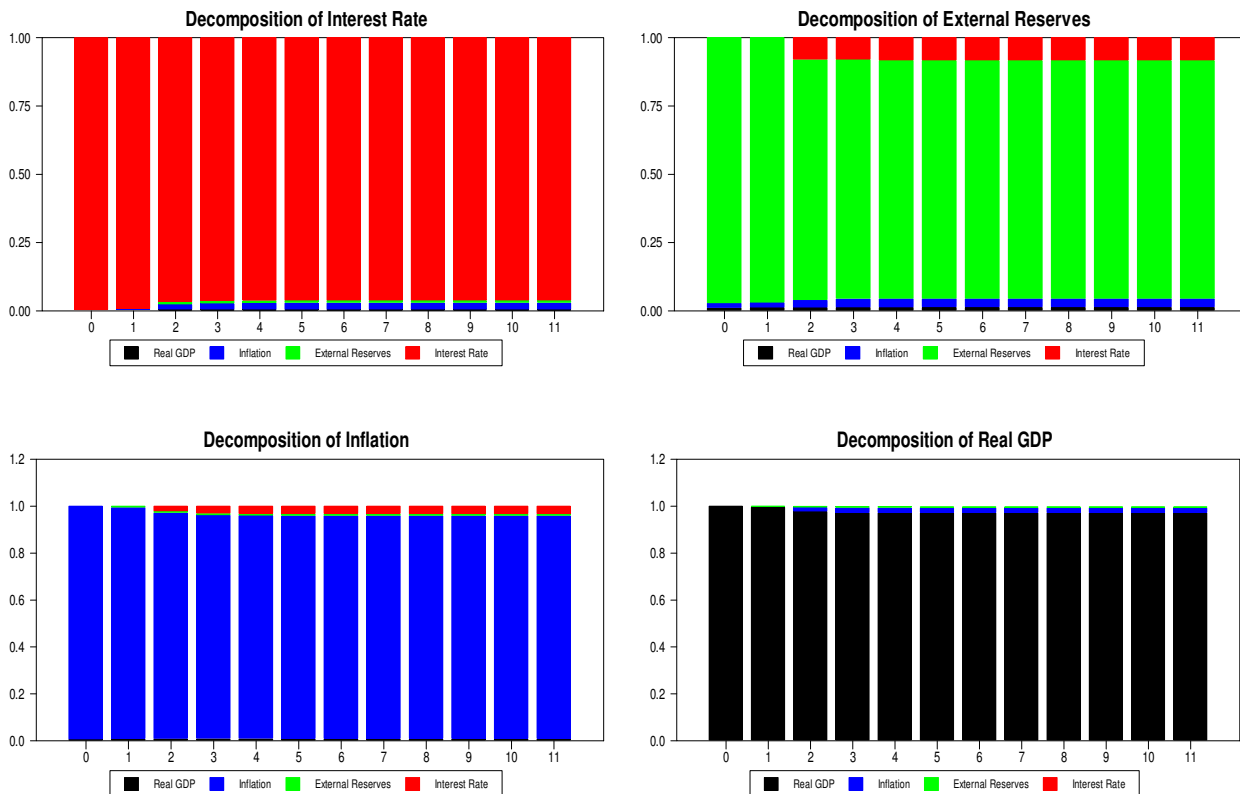 Decomposition of Interest Rate
1.00
0.75
0.50
0.25
0.00
0 1 2 3 4 5 6 7 8 9 10 11
Real GDP Inflation External Reserves Interest Rate
Decomposition of External Reserves
1.00
0.75
0.50
0.25
0.00
0 1 2 3 4 5 6 7 8 9 10 11
Real GDP Inflation External Reserves Interest Rate
Decomposition of Inflation
1.2
1.0
0.8
0.6
0.4
0.2
0.0
0 1 2 3 4 5 6 7 8 9 10 11
Real GDP Inflation External Reserves Interest Rate
Decomposition of Real GDP
1.2
1.0
0.8
0.6
0.4
0.2
0.0
0 1 2 3 4 5 6 7 8 9 10 11
Real GDP Inflation External Reserves Interest Rate